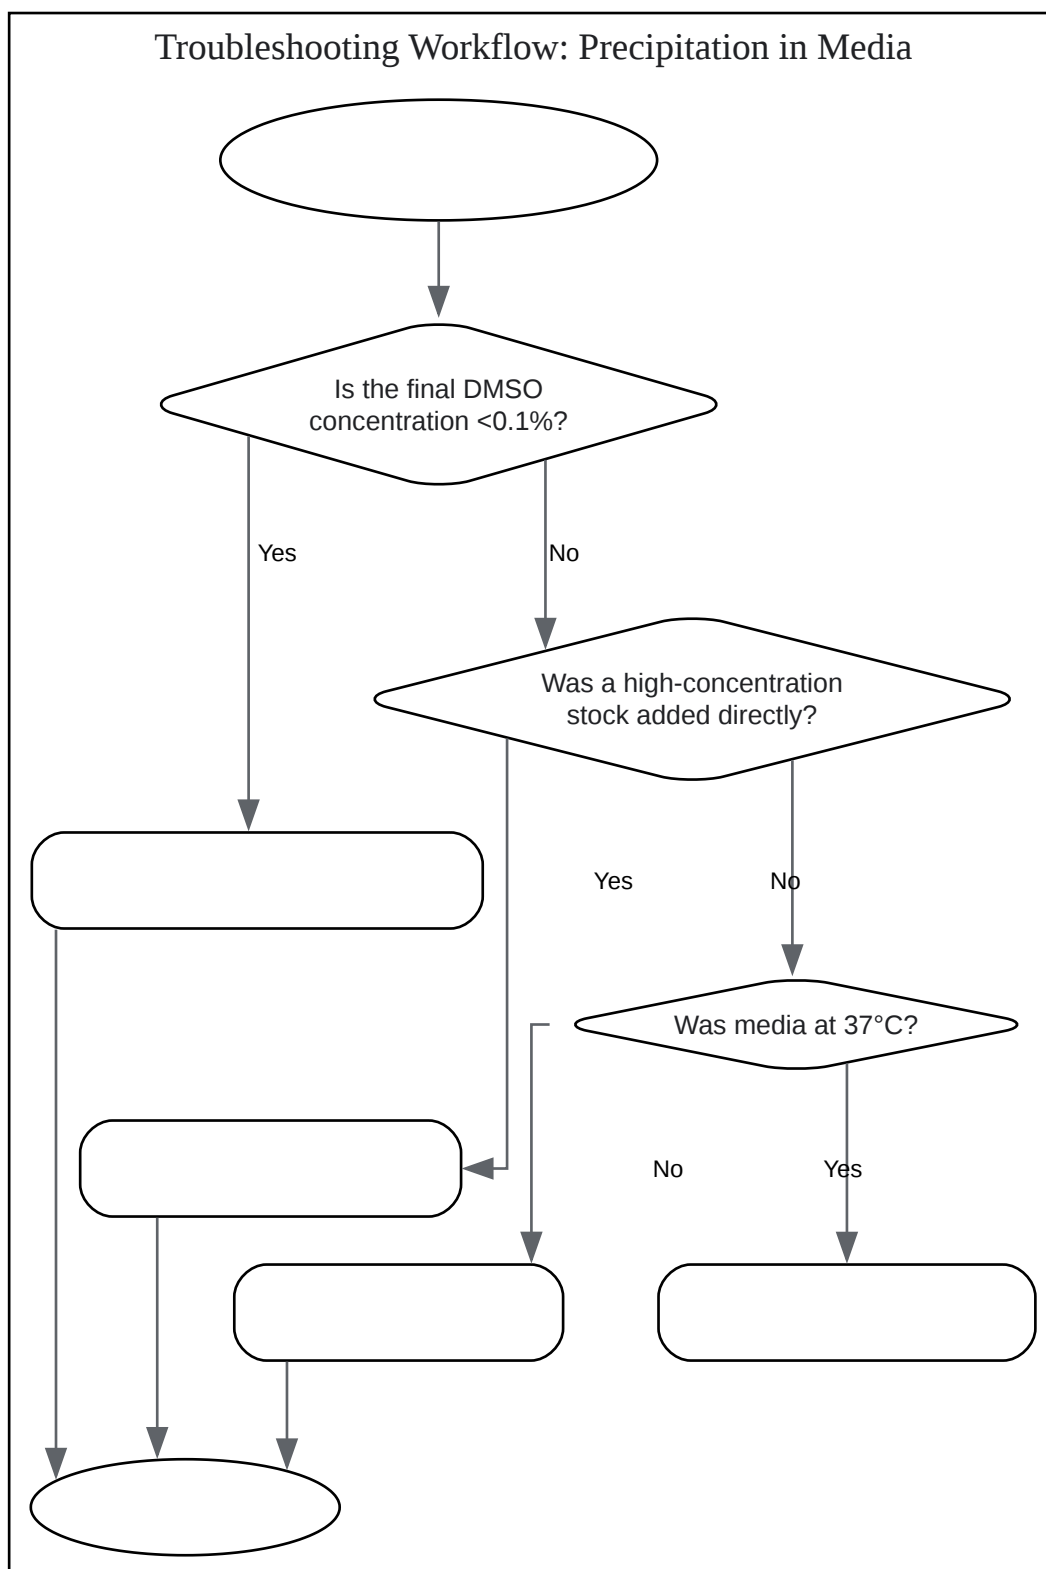 Troubleshooting Workflow: Precipitation in Media
Is the final DMSO
concentration <0.1%?
Yes
No
Was a high-concentration
stock added directly?
Yes
No
Was media at 37°C?
No
Yes